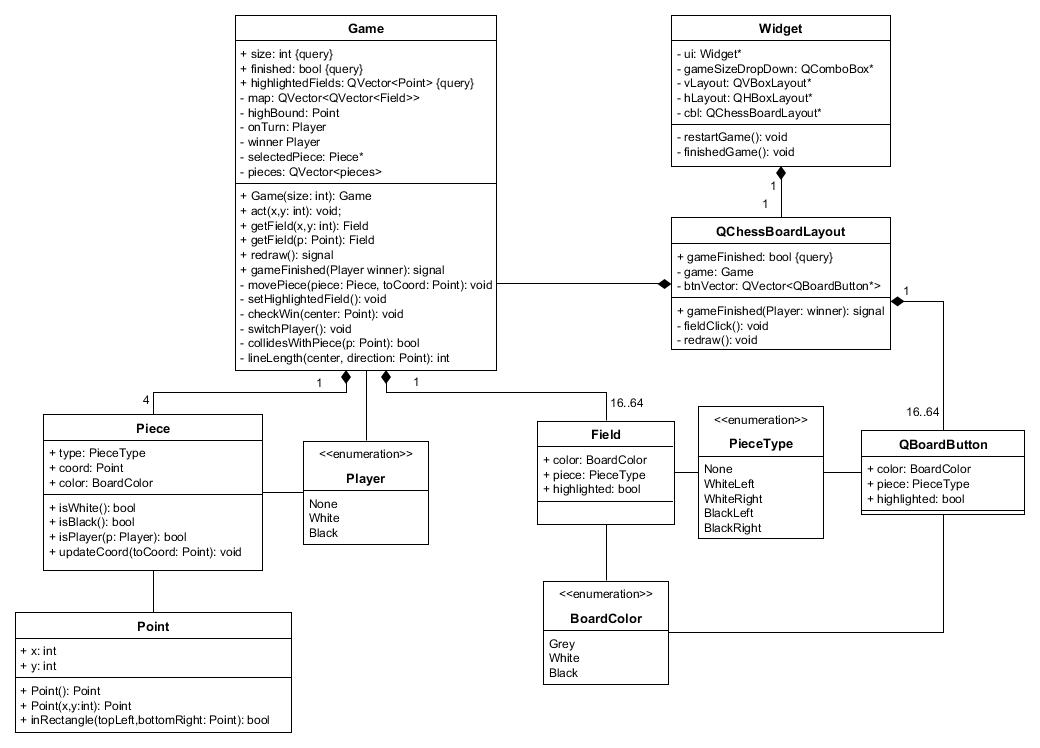 Game
+ size: int {query}
+ finished: bool {query}
+ highlightedFields: QVector<Point> {query}
- map: QVector<QVector<Field>>
- highBound: Point
- onTurn: Player
- winner Player
- selectedPiece: Piece*
- pieces: QVector<pieces>
+ Game(size: int): Game
+ act(x,y: int): void;
+ getField(x,y: int): Field
+ getField(p: Point): Field
+ redraw(): signal
+ gameFinished(Player winner): signal
- movePiece(piece: Piece, toCoord: Point): void
- setHighlightedField(): void
- checkWin(center: Point): void
- switchPlayer(): void
- collidesWithPiece(p: Point): bool
- lineLength(center, direction: Point): int
Widget
- ui: Widget*
- gameSizeDropDown: QComboBox*
- vLayout: QVBoxLayout*
- hLayout: QHBoxLayout*
- cbl: QChessBoardLayout*
- restartGame(): void
- finishedGame(): void
1
1
QChessBoardLayout
+ gameFinished: bool {query}
- game: Game
- btnVector: QVector<QBoardButton*>
+ gameFinished(Player: winner): signal
- fieldClick(): void
- redraw(): void
1
16..64
1
4
1
16..64
Piece
+ type: PieceType
+ coord: Point
+ color: BoardColor
+ isWhite(): bool
+ isBlack(): bool
+ isPlayer(p: Player): bool
+ updateCoord(toCoord: Point): void
<<enumeration>>
Player
None
White
Black
Field
+ color: BoardColor
+ piece: PieceType
+ highlighted: bool
<<enumeration>>
PieceType
None
WhiteLeft
WhiteRight
BlackLeft
BlackRight
QBoardButton
+ color: BoardColor
+ piece: PieceType
+ highlighted: bool
<<enumeration>>
BoardColor
Grey
White
Black
Point
+ x: int
+ y: int
+ Point(): Point
+ Point(x,y:int): Point
+ inRectangle(topLeft,bottomRight: Point): bool